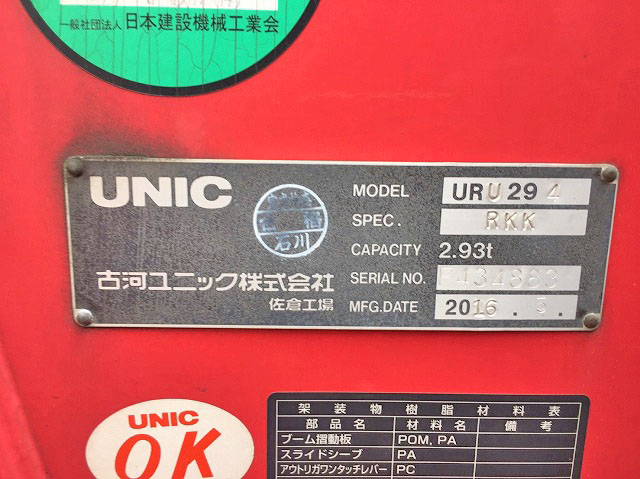 一般社団法人 日本建設機械工業会
UNIC
石川
古河ユニック株式会社
佐倉工場
MODEL URU294
SPEC. RKK
CAPACITY 2.93t
SERIAL NO. F434883
MFG.DATE 2016 . 3.
UNIC
OK
架装物樹脂材料表
部品名 材料名 備考
ブーム摺動板 POM, PA
スライドシーブ PA
アウトリガワンタッチレバー PC